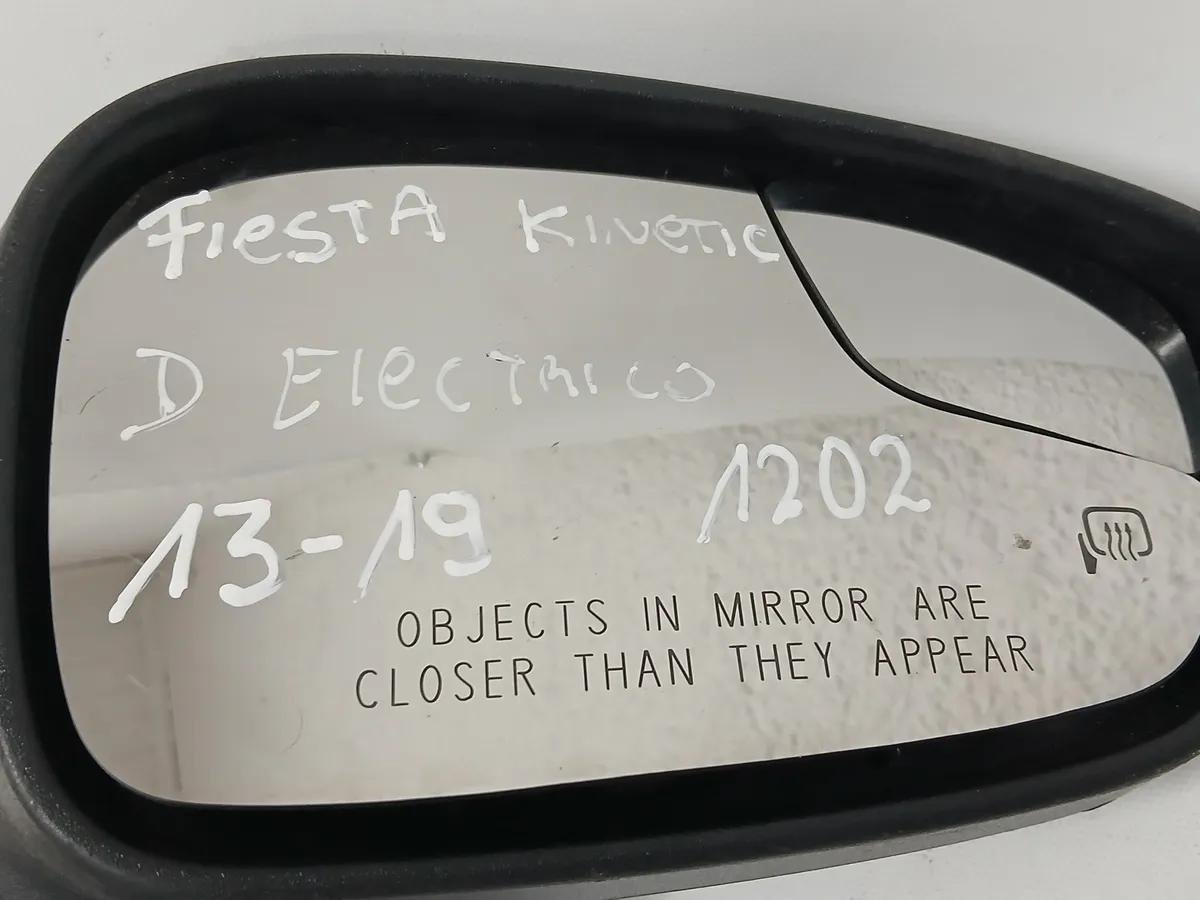 FiesTA KiNeTiC
D ElecTRico
13-19 1202
OBJECTS IN MIRROR ARE
CLOSER THAN THEY APPEAR